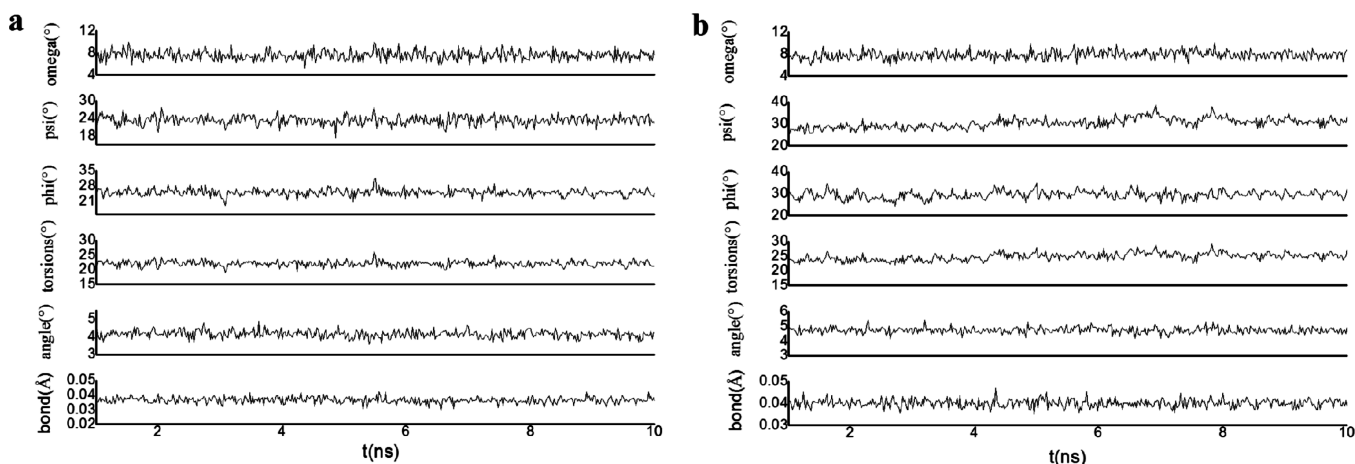 a
omega(°)
12
8
4
psi(°)
30
24
18
phi(°)
35
28
21
torsions(°)
30
25
20
15
angle(°)
5
4
3
bond(Å)
0.05
0.04
0.03
0.02
2 4 6 8 10
t(ns)
b
omega(°)
12
8
4
psi(°)
40
30
20
phi(°)
40
30
20
torsions(°)
30
25
20
15
angle(°)
6
5
4
3
bond(Å)
0.05
0.04
0.03
2 4 6 8 10
t(ns)